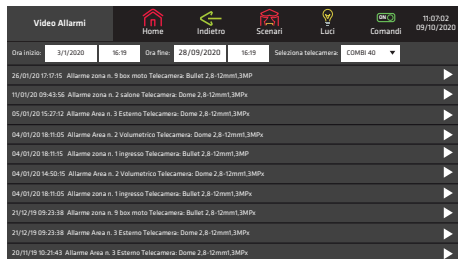 Video Allarmi
Home
Indietro
Scenari
Luci
ON
Comandi
11:07:02
09/10/2020
Ora inizio: 3/1/2020 16:19 Ora fine: 28/09/2020 16:19 Seleziona telecamera: COMBI 40
26/01/20 17:17:15 Allarme zona n. 9 box moto Telecamera: Bullet 2,8-12mm1,3MP
11/01/20 09:43:56 Allarme zona n. 2 salone Telecamera: Dome 2,8-12mm1,3MPx
05/01/20 15:27:12 Allarme Area n. 3 Esterno Telecamera: Dome 2,8-12mm1,3MPx
04/01/20 18:11:05 Allarme Area n. 2 Volumetrico Telecamera: Dome 2,8-12mm1,3MPx
04/01/20 18:11:15 Allarme zona n. 1 ingresso Telecamera: Bullet 2,8-12mm1,3MP
04/01/20 14:50:15 Allarme Area n. 2 Volumetrico Telecamera: Dome 2,8-12mm1,3MPx
04/01/20 18:11:05 Allarme zona n. 1 ingresso Telecamera: Bullet 2,8-12mm1,3MPx
21/12/19 09:23:38 Allarme zona n. 9 box moto Telecamera: Bullet 2,8-12mm1,3MPx
21/12/19 09:23:38 Allarme Area n. 3 Esterno Telecamera: Dome 2,8-12mm1,3MPx
20/11/19 10:21:43 Allarme Area n. 3 Esterno Telecamera: Dome 2,8-12mm1,3MPx